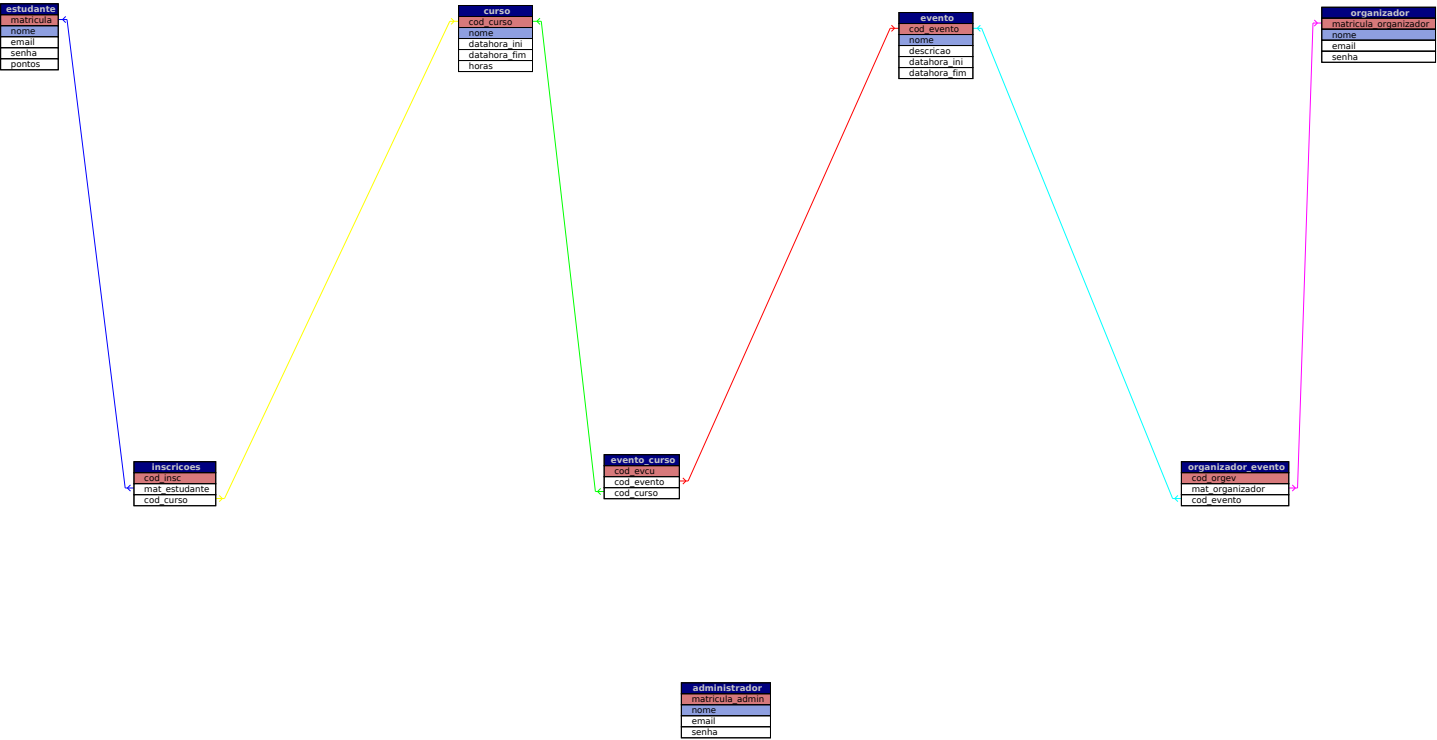 estudante
matricula
nome
email
senha
pontos
curso
cod_curso
nome
datahora_ini
datahora_fim
horas
evento
cod_evento
nome
descricao
datahora_ini
datahora_fim
organizador
matricula_organizador
nome
email
senha
inscricoes
cod_insc
mat_estudante
cod_curso
evento_curso
cod_evcu
cod_evento
cod_curso
organizador_evento
cod_orgev
mat_organizador
cod_evento
administrador
matricula_admin
nome
email
senha